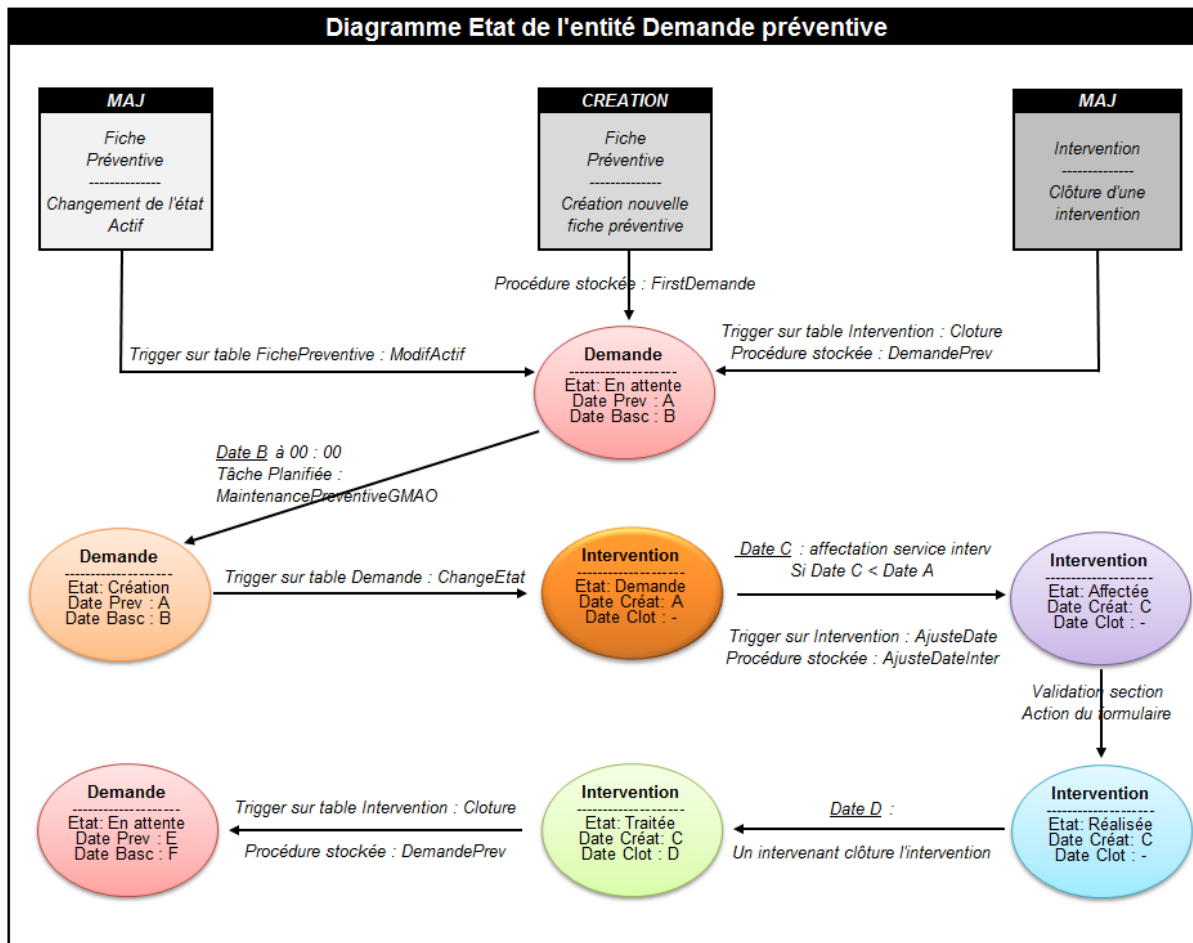 Diagramme Etat de l'entité Demande préventive
MAJ
Fiche
Préventive
--------------
Changement de l'état
Actif
CREATION
Fiche
Préventive
--------------
Création nouvelle
fiche préventive
MAJ
Intervention
--------------
Clôture d'une
intervention
Procédure stockée : FirstDemande
Trigger sur table FichePreventive : ModifActif
Trigger sur table Intervention : Cloture
Procédure stockée : DemandePrev
Demande
--------------------
Etat: En attente
Date Prev : A
Date Basc : B
Date B à 00 : 00
Tâche Planifiée :
MaintenancePreventiveGMAO
Demande
--------------------
Etat: Création
Date Prev : A
Date Basc : B
Trigger sur table Demande : ChangeEtat
Intervention
--------------------
Etat: Demande
Date Créat: A
Date Clot : -
Date C : affectation service interv
Si Date C < Date A
Trigger sur Intervention : AjusteDate
Procédure stockée : AjusteDateInter
Intervention
--------------------
Etat: Affectée
Date Créat: C
Date Clot : -
Validation section
Action du formulaire
Demande
--------------------
Etat: En attente
Date Prev : E
Date Basc : F
Trigger sur table Intervention : Cloture
Procédure stockée : DemandePrev
Intervention
--------------------
Etat: Traitée
Date Créat: C
Date Clot : D
Date D :
Un intervenant clôture l'intervention
Intervention
--------------------
Etat: Réalisée
Date Créat: C
Date Clot : -